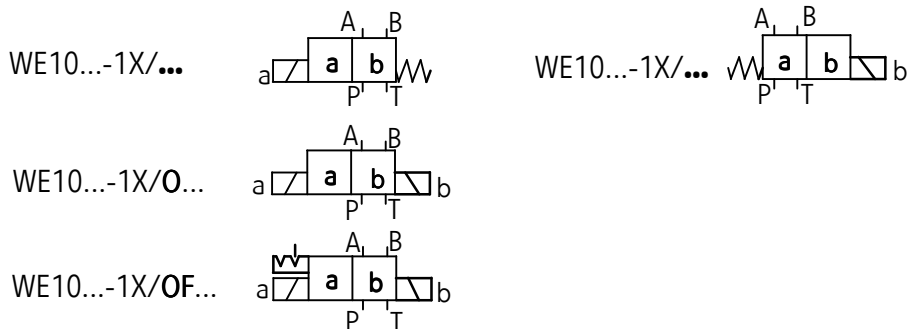 A B
WE10...-1X/... a a b
P T
A B
WE10...-1X/... a b b
P T
A B
WE10...-1X/O... a a b b
P T
A B
WE10...-1X/OF... a a b b
P T